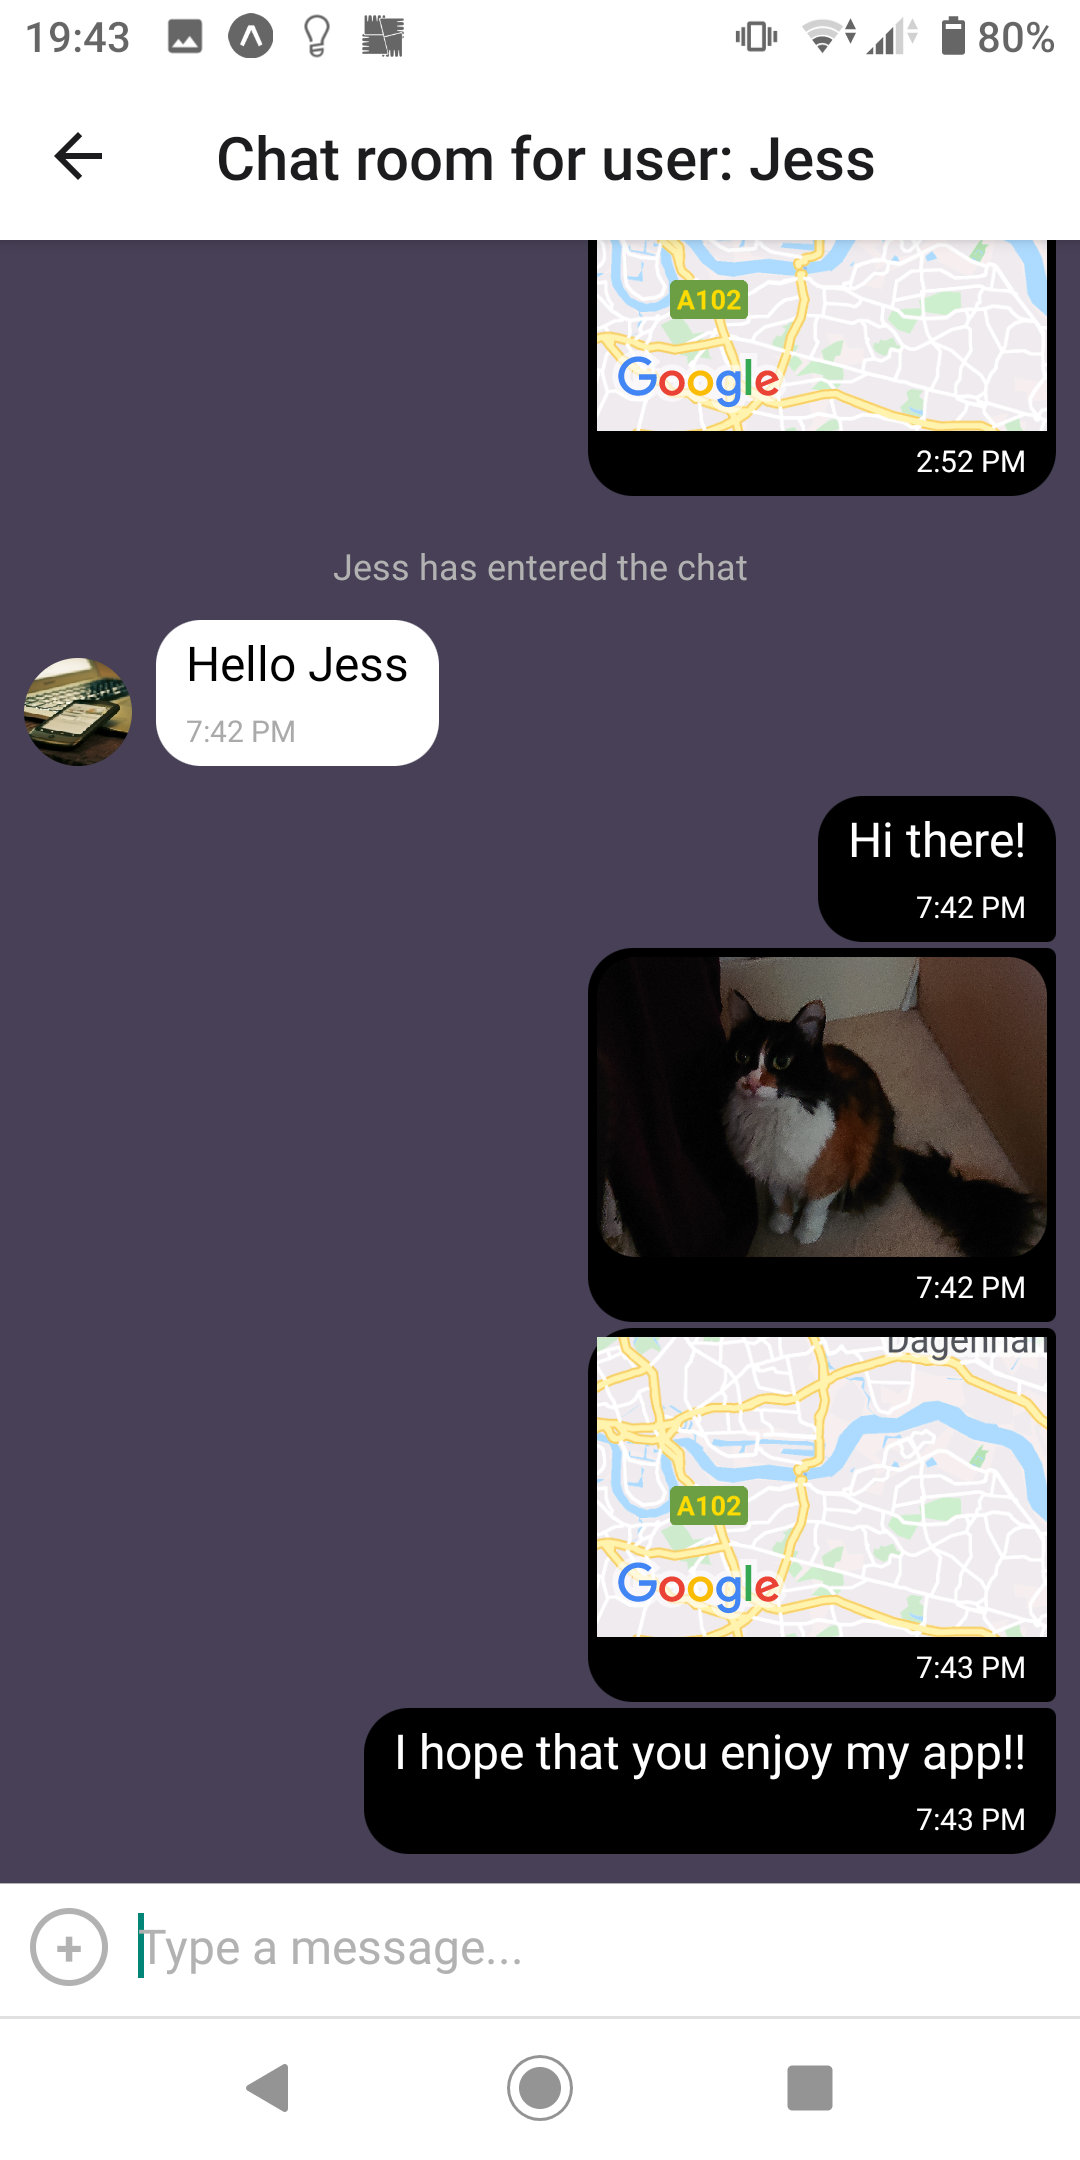 19:43
80%
Chat room for user: Jess
A102
Google
2:52 PM
Jess has entered the chat
Hello Jess
7:42 PM
Hi there!
7:42 PM
7:42 PM
A102
Google
7:43 PM
I hope that you enjoy my app!!
7:43 PM
Type a message...